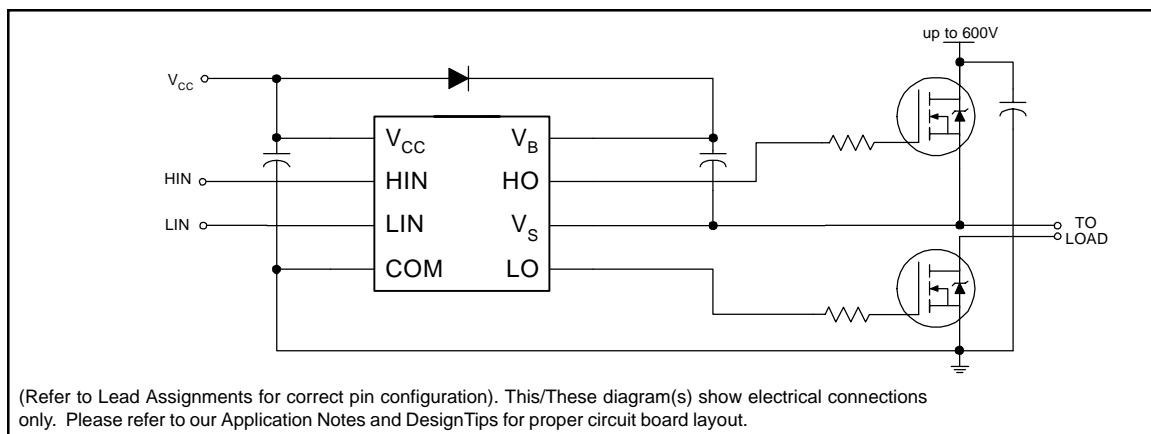 up to 600V
VCC
VCC
VB
HIN
HIN
HO
LIN
LIN
VS
TO
LOAD
COM
LO
(Refer to Lead Assignments for correct pin configuration). This/These diagram(s) show electrical connections
only. Please refer to our Application Notes and DesignTips for proper circuit board layout.